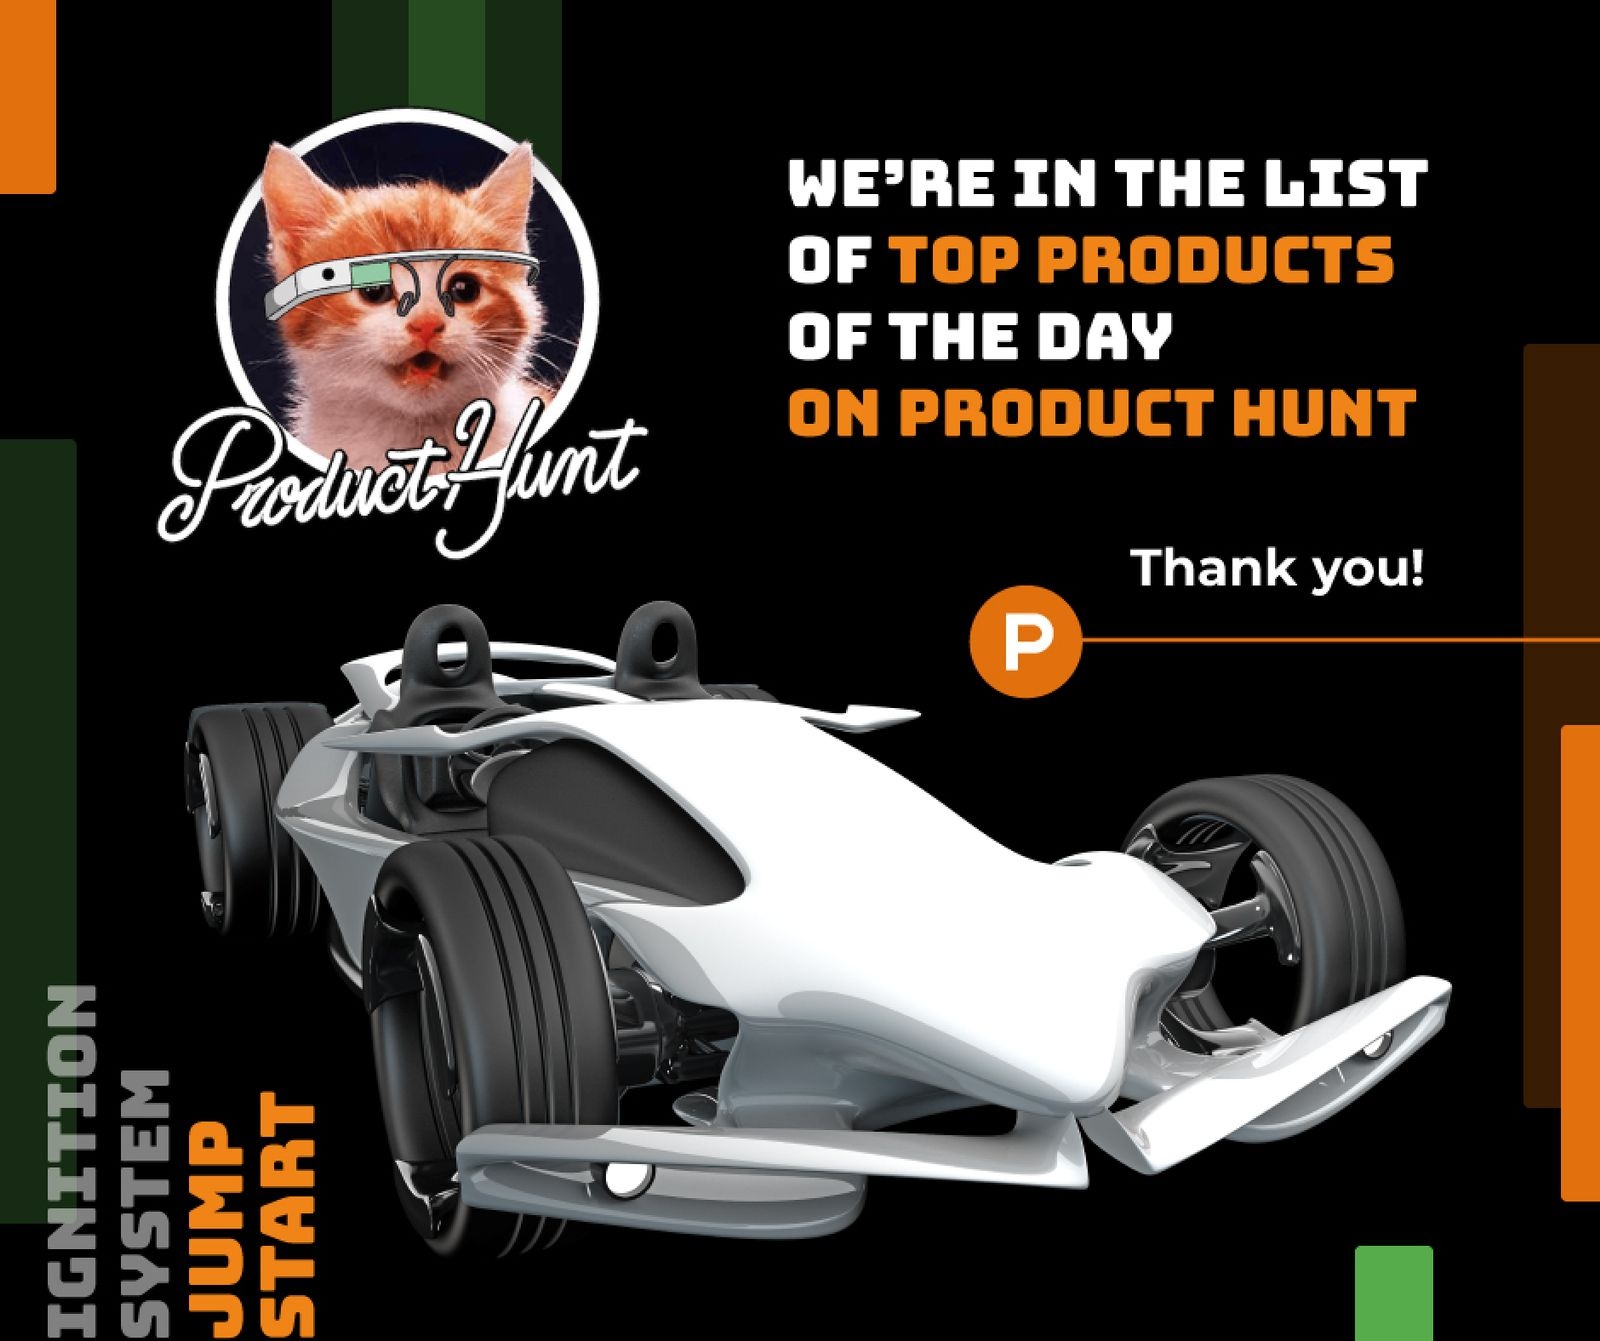 WE'RE IN THE LIST
OF TOP PRODUCTS
OF THE DAY
ON PRODUCT HUNT
Product Hunt
Thank you!
P
IGNITION
SYSTEM
JUMP
START